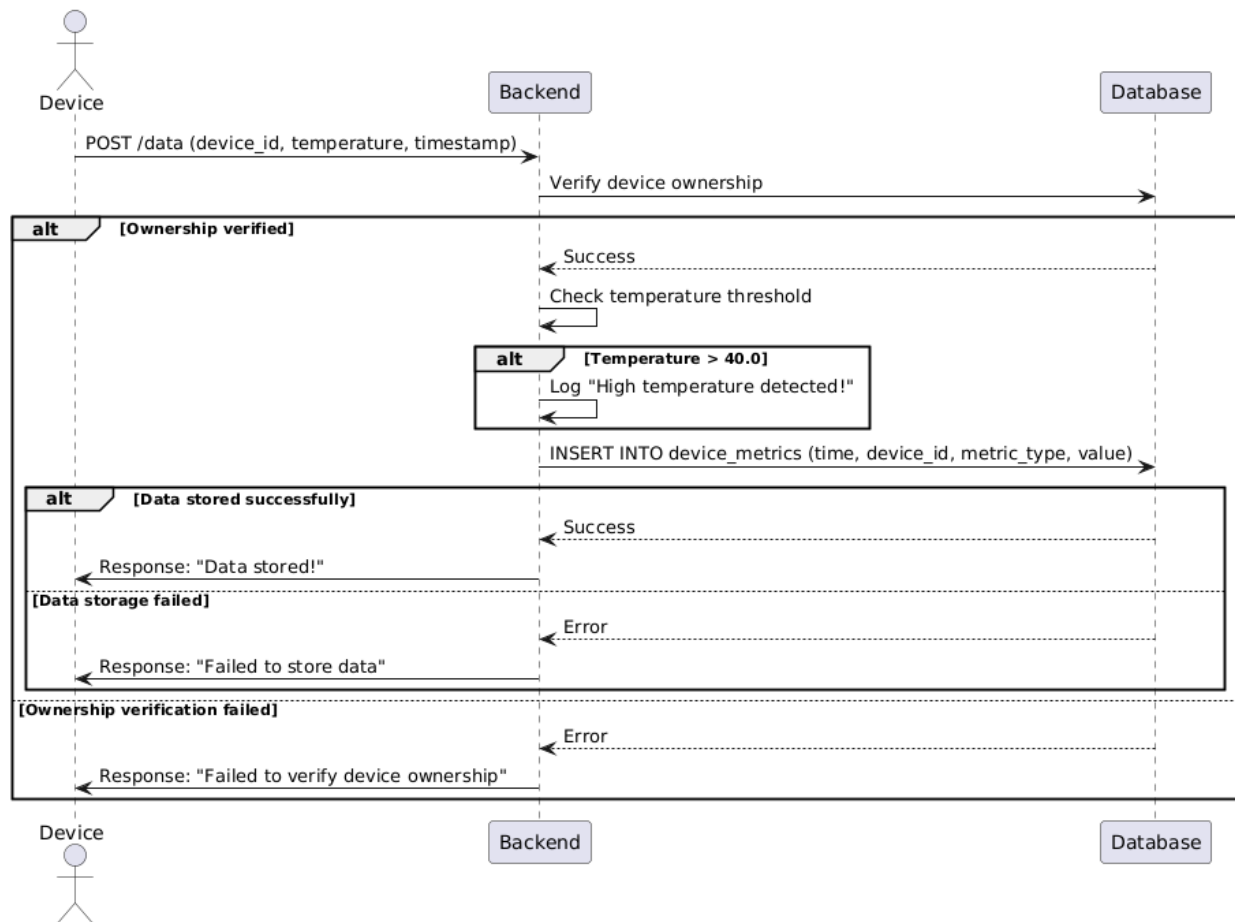 Device
Backend
Database
POST /data (device_id, temperature, timestamp)
Verify device ownership
alt [Ownership verified]
Success
Check temperature threshold
alt [Temperature > 40.0]
Log "High temperature detected!"
INSERT INTO device_metrics (time, device_id, metric_type, value)
alt [Data stored successfully]
Success
Response: "Data stored!"
[Data storage failed]
Error
Response: "Failed to store data"
[Ownership verification failed]
Error
Response: "Failed to verify device ownership"
Device
Backend
Database